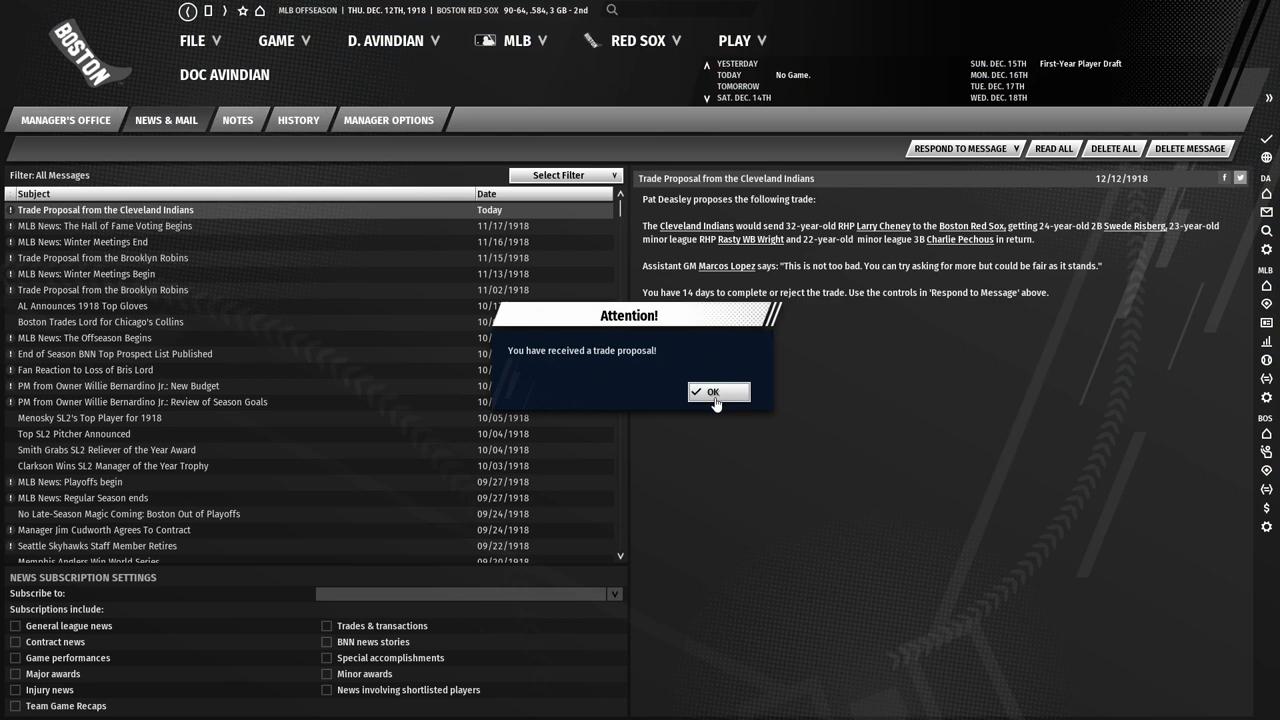 MLB OFFSEASON | THU. DEC. 12TH, 1918 | BOSTON RED SOX 90-64, .584, 3 GB - 2nd
BOSTON
FILE
GAME
D. AVINDIAN
MLB
RED SOX
PLAY
DOC AVINDIAN
YESTERDAY
TODAY No Game.
TOMORROW
SAT. DEC. 14TH
SUN. DEC. 15TH First-Year Player Draft
MON. DEC. 16TH
TUE. DEC. 17TH
WED. DEC. 18TH
MANAGER'S OFFICE
NEWS & MAIL
NOTES
HISTORY
MANAGER OPTIONS
RESPOND TO MESSAGE
READ ALL
DELETE ALL
DELETE MESSAGE
Filter: All Messages
Select Filter
Subject Date
! Trade Proposal from the Cleveland Indians Today
! MLB News: The Hall of Fame Voting Begins 11/17/1918
! MLB News: Winter Meetings End 11/16/1918
! Trade Proposal from the Brooklyn Robins 11/15/1918
! MLB News: Winter Meetings Begin 11/13/1918
! Trade Proposal from the Brooklyn Robins 11/02/1918
AL Announces 1918 Top Gloves 10/1
Boston Trades Lord for Chicago's Collins 10/
! MLB News: The Offseason Begins 10/
! End of Season BNN Top Prospect List Published 10/
! Fan Reaction to Loss of Bris Lord 10/
! PM from Owner Willie Bernardino Jr.: New Budget 10/
! PM from Owner Willie Bernardino Jr.: Review of Season Goals 10/
Menosky SL2's Top Player for 1918 10/05/1918
Top SL2 Pitcher Announced 10/04/1918
Smith Grabs SL2 Reliever of the Year Award 10/04/1918
Clarkson Wins SL2 Manager of the Year Trophy 10/03/1918
! MLB News: Playoffs begin 09/27/1918
! MLB News: Regular Season ends 09/27/1918
No Late-Season Magic Coming: Boston Out of Playoffs 09/24/1918
! Manager Jim Cudworth Agrees To Contract 09/24/1918
! Seattle Skyhawks Staff Member Retires 09/22/1918
Memphis Anglers Win World Series 09/20/1918
Trade Proposal from the Cleveland Indians 12/12/1918
Pat Deasley proposes the following trade:
The Cleveland Indians would send 32-year-old RHP Larry Cheney to the Boston Red Sox, getting 24-year-old 2B Swede Risberg, 23-year-old
minor league RHP Rasty WB Wright and 22-year-old minor league 3B Charlie Pechous in return.
Assistant GM Marcos Lopez says: "This is not too bad. You can try asking for more but could be fair as it stands."
You have 14 days to complete or reject the trade. Use the controls in 'Respond to Message' above.
Attention!
You have received a trade proposal!
OK
NEWS SUBSCRIPTION SETTINGS
Subscribe to:
Subscriptions include:
General league news
Trades & transactions
Contract news
BNN news stories
Game performances
Special accomplishments
Major awards
Minor awards
Injury news
News involving shortlisted players
Team Game Recaps
DA
MLB
BOS